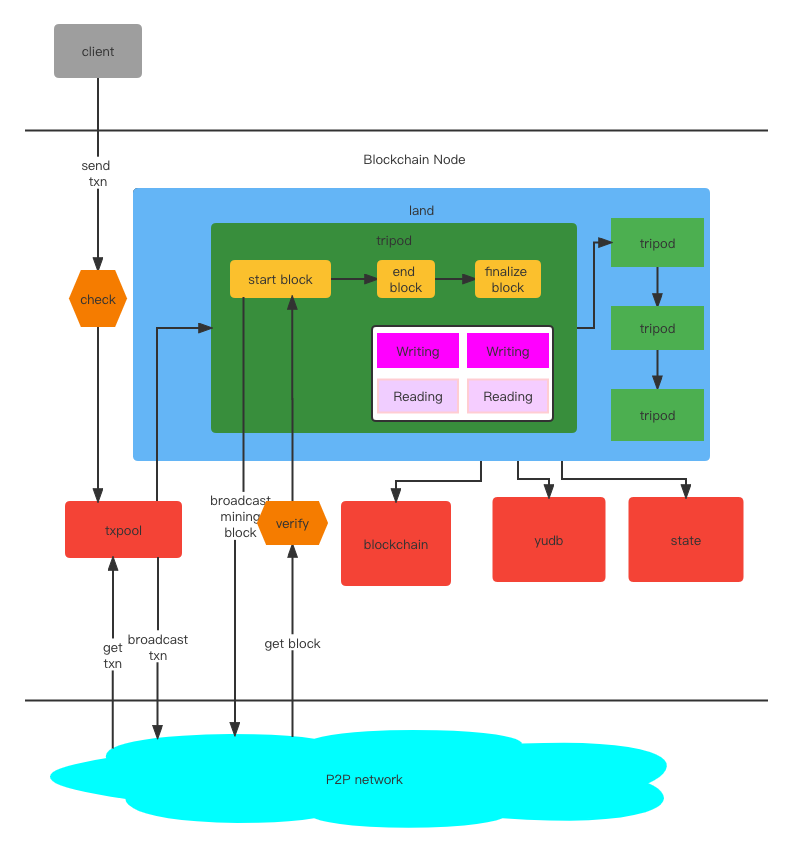 client
Blockchain Node
send
txn
land
tripod
tripod
start block
end
block
finalize
block
check
tripod
Writing
Writing
Reading
Reading
tripod
broadcast
mining
block
verify
txpool
blockchain
yudb
state
get
txn
broadcast
txn
get block
P2P network